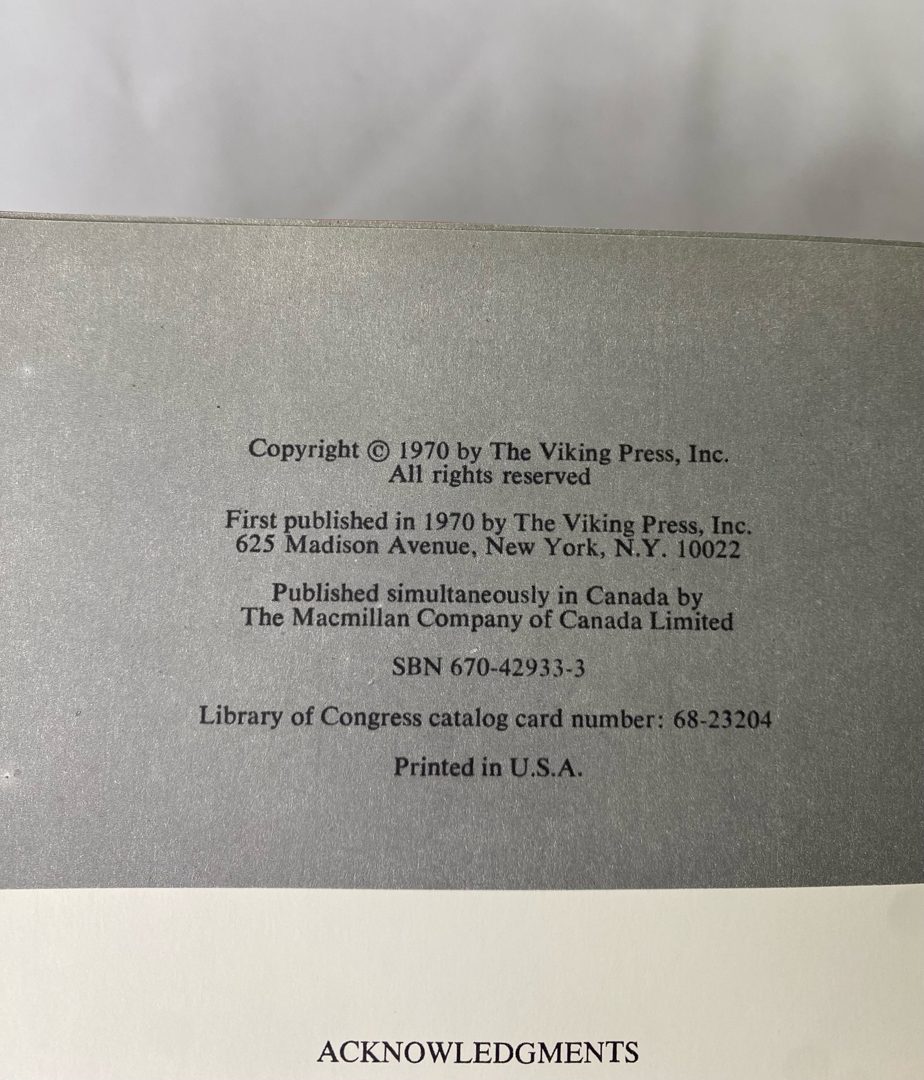 Copyright © 1970 by The Viking Press, Inc.
All rights reserved
First published in 1970 by The Viking Press, Inc.
625 Madison Avenue, New York, N.Y. 10022
Published simultaneously in Canada by
The Macmillan Company of Canada Limited
SBN 670-42933-3
Library of Congress catalog card number: 68-23204
Printed in U.S.A.
ACKNOWLEDGMENTS